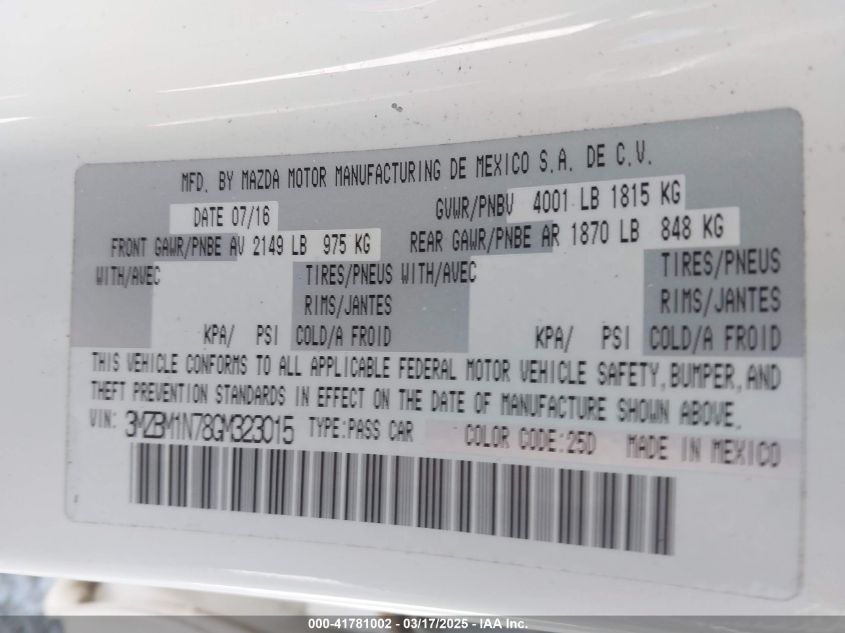 MFD. BY MAZDA MOTOR MANUFACTURING DE MEXICO S.A. DE C.V.
DATE 07/16 GVWR/PNBV 4001 LB 1815 KG
FRONT GAWR/PNBE AV 2149 LB 975 KG REAR GAWR/PNBE AR 1870 LB 848 KG
WITH/AVEC TIRES/PNEUS WITH/AVEC TIRES/PNEUS
RIMS/JANTES RIMS/JANTES
KPA/ PSI COLD/A FROID KPA/ PSI COLD/A FROID
THIS VEHICLE CONFORMS TO ALL APPLICABLE FEDERAL MOTOR VEHICLE SAFETY, BUMPER, AND
THEFT PREVENTION STANDARDS IN EFFECT ON THE DATE OF MANUFACTURE SHOWN ABOVE.
VIN: 3MZBM1N78GM323015 TYPE:PASS CAR COLOR CODE:25D MADE IN MEXICO
000-41781002 - 03/17/2025 - IAA Inc.